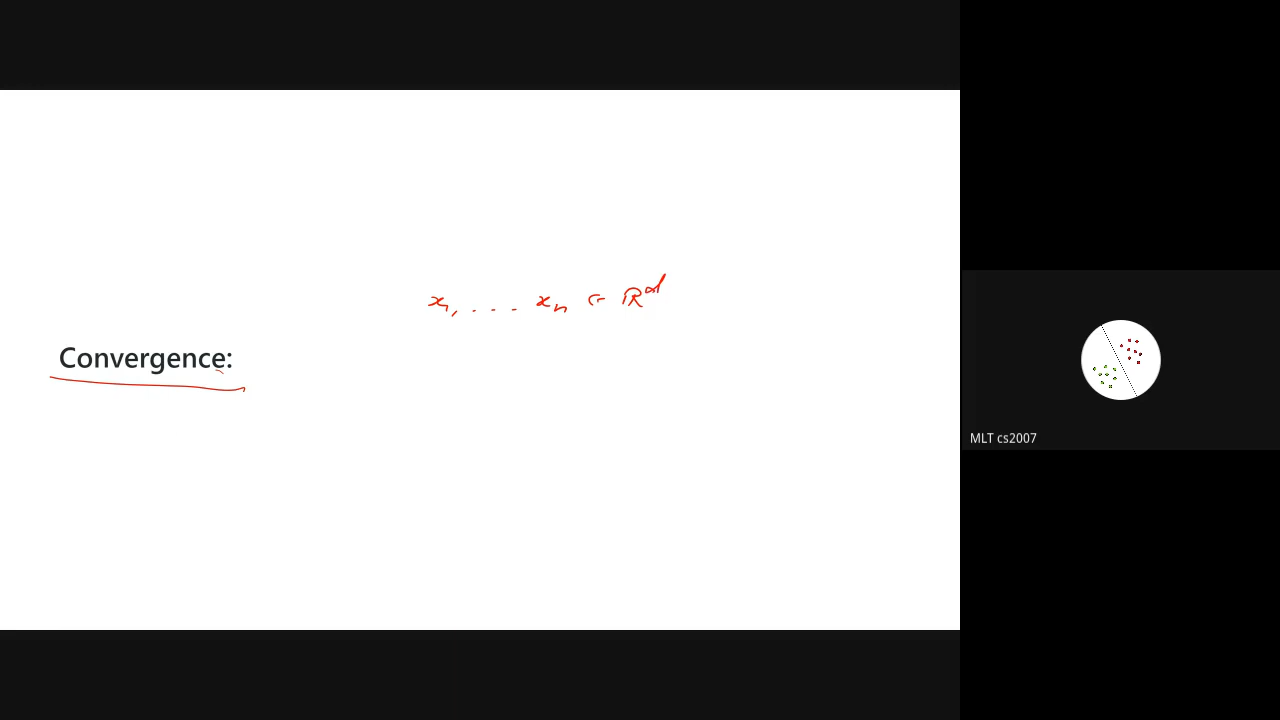 x₁, . . . xₙ ∈ ℝᵈ
Convergence:
MLT cs2007